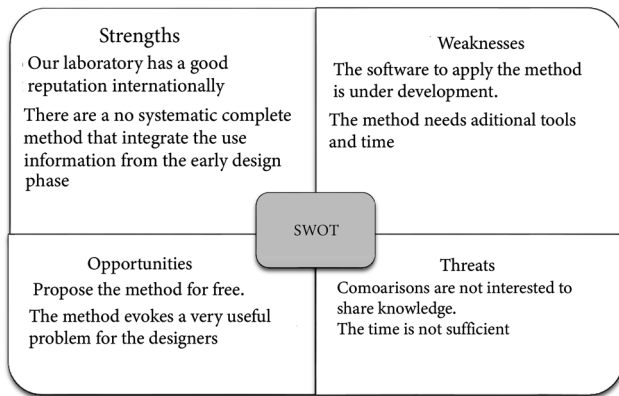 Strengths
Our laboratory has a good
reputation internationally
There are a no systematic complete
method that integrate the use
information from the early design
phase
Weaknesses
The software to apply the method
is under development.
The method needs aditional tools
and time
SWOT
Opportunities
Propose the method for free.
The method evokes a very useful
problem for the designers
Threats
Comoarisons are not interested to
share knowledge.
The time is not sufficient